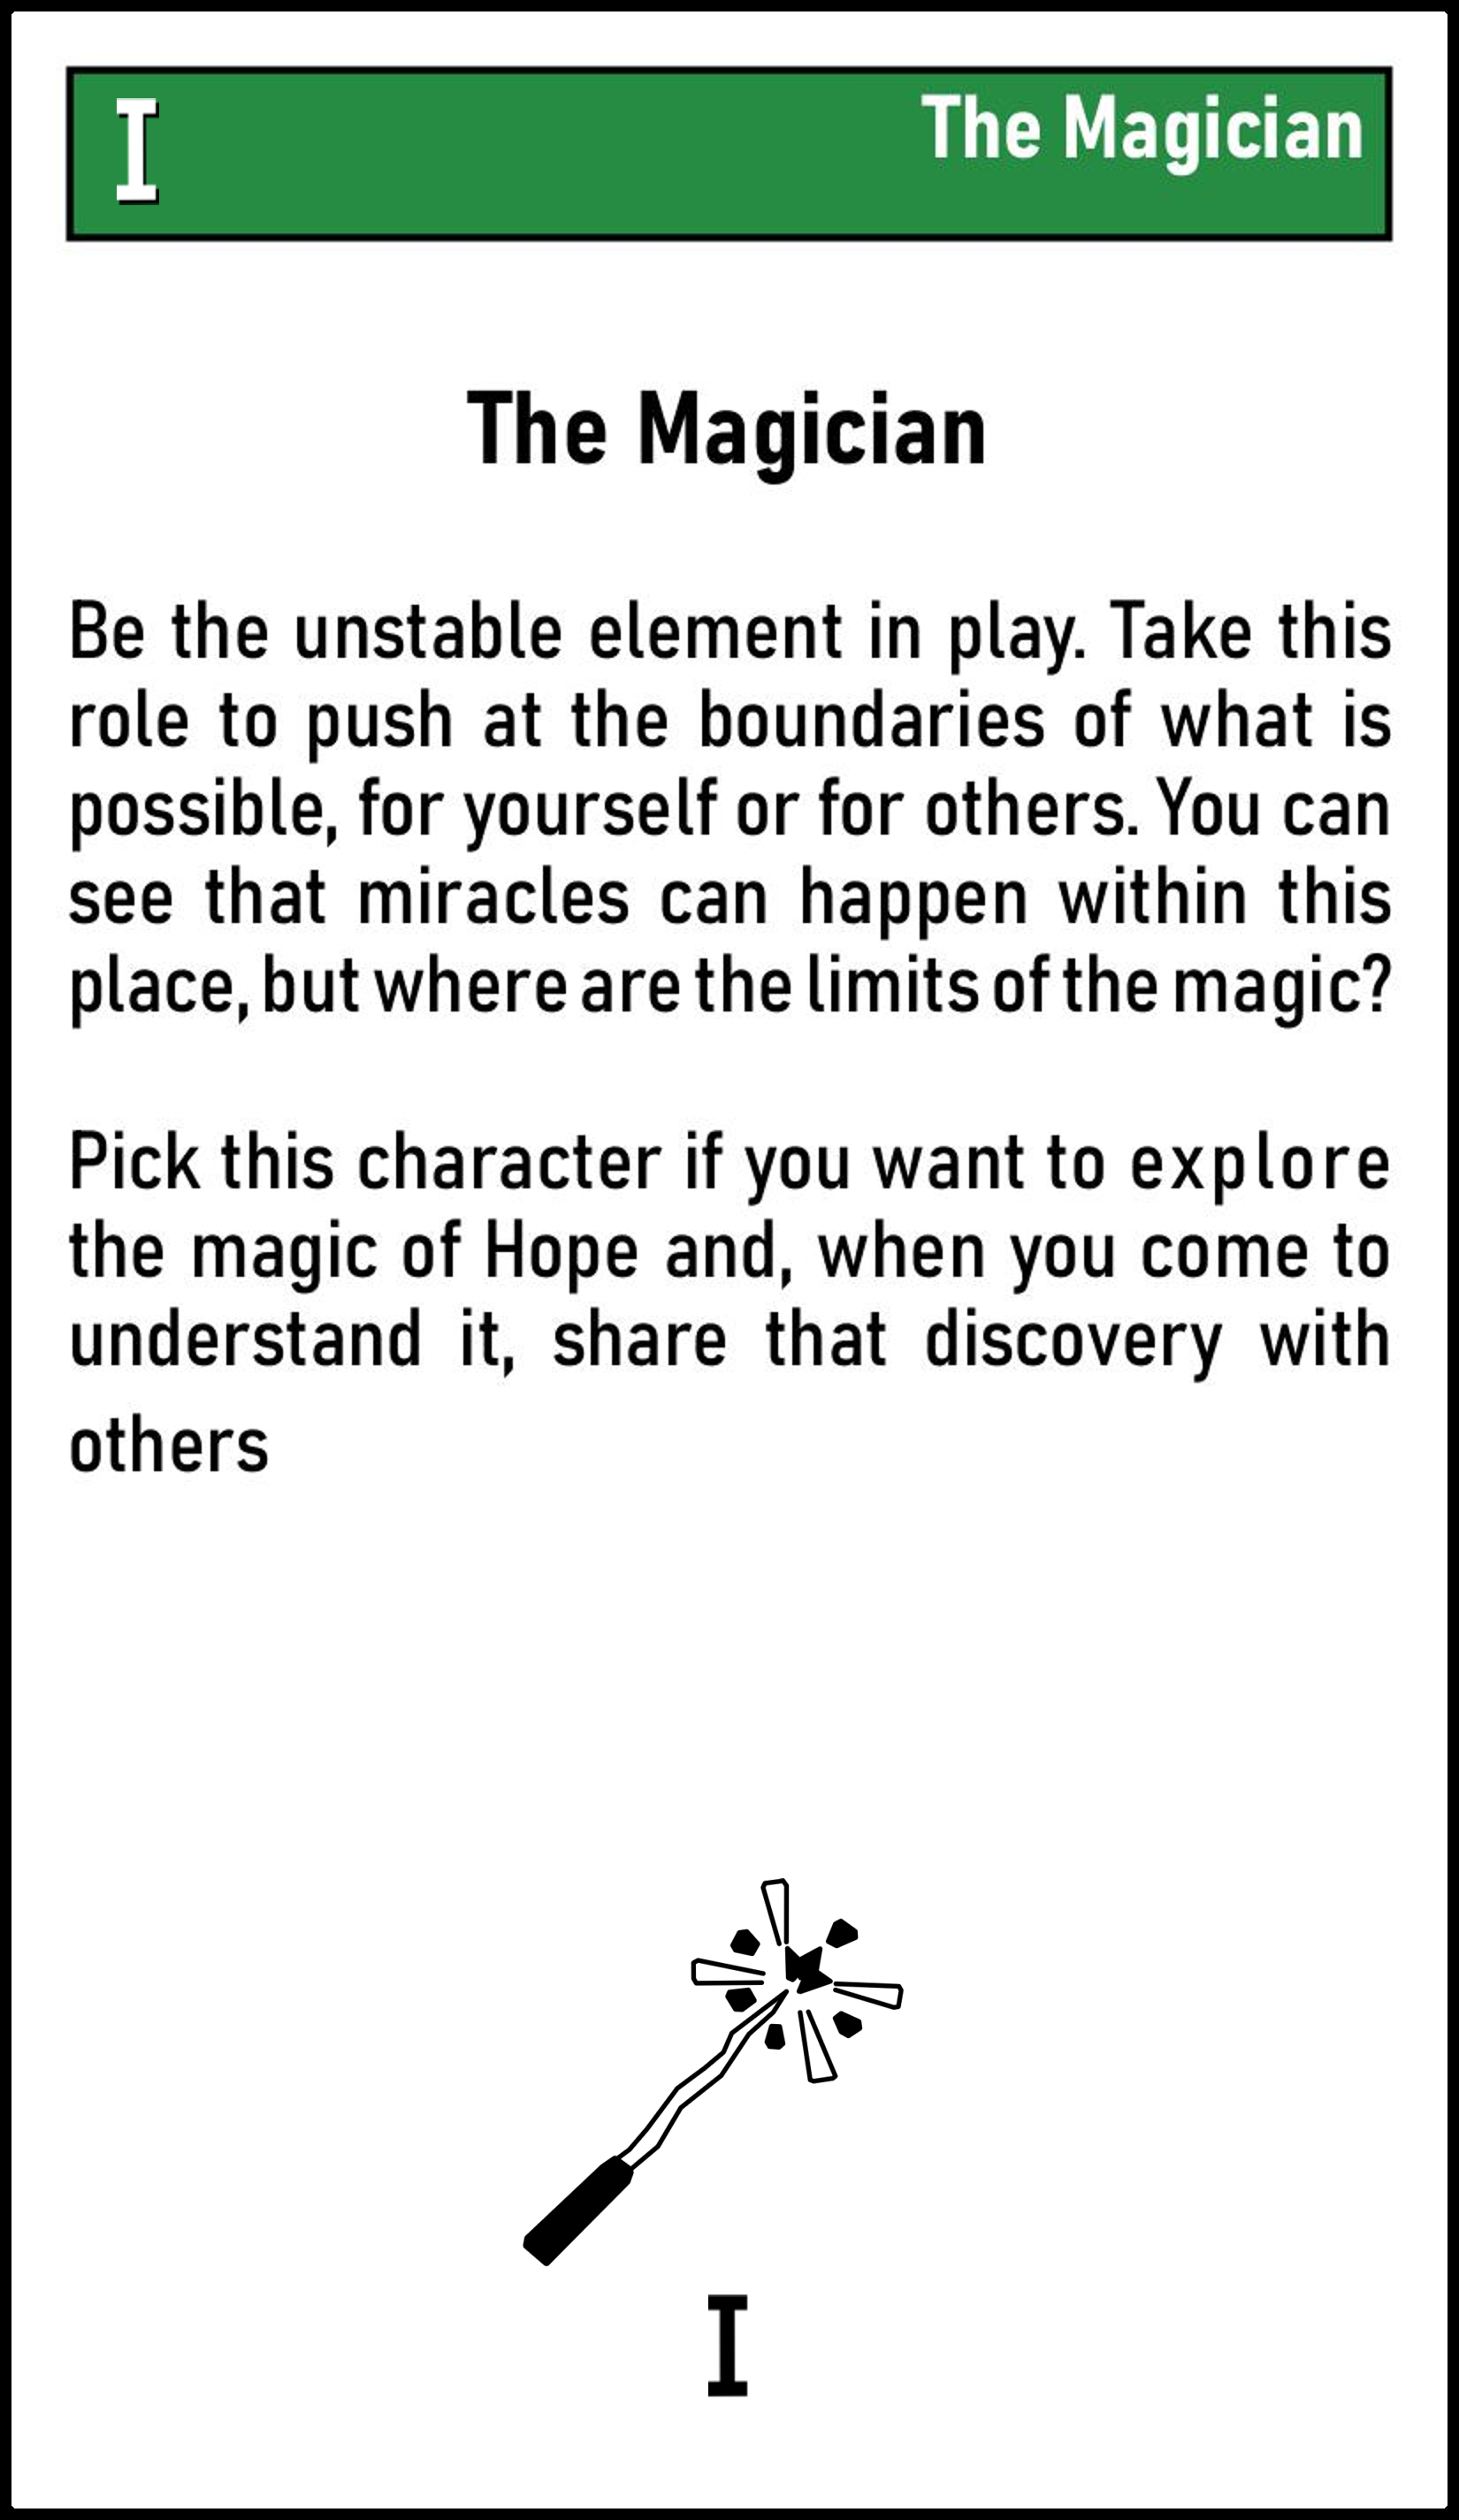 I
The Magician
The Magician
Be the unstable element in play. Take this
role to push at the boundaries of what is
possible, for yourself or for others. You can
see that miracles can happen within this
place, but where are the limits of the magic?
Pick this character if you want to explore
the magic of Hope and, when you come to
understand it, share that discovery with
others
I